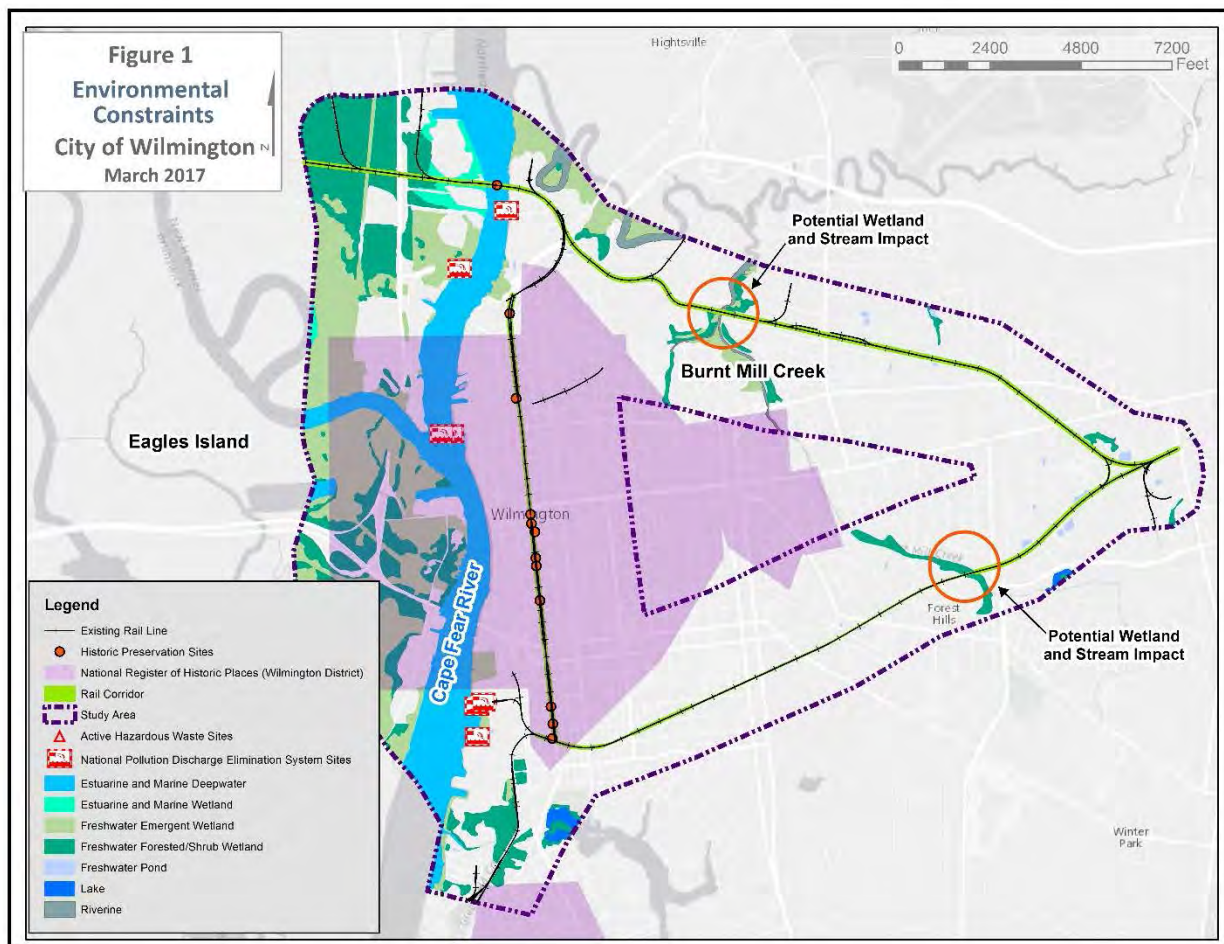 Figure 1
Environmental
Constraints
City of Wilmington
March 2017
N
Hightsville
0 2400 4800 7200
Feet
Potential Wetland
and Stream Impact
Burnt Mill Creek
Eagles Island
Wilmington
Cape Fear River
Forest
Hills
Potential Wetland
and Stream Impact
Winter
Park
Legend
Existing Rail Line
Historic Preservation Sites
National Register of Historic Places (Wilmington District)
Rail Corridor
Study Area
Active Hazardous Waste Sites
National Pollution Discharge Elimination System Sites
Estuarine and Marine Deepwater
Estuarine and Marine Wetland
Freshwater Emergent Wetland
Freshwater Forested/Shrub Wetland
Freshwater Pond
Lake
Riverine